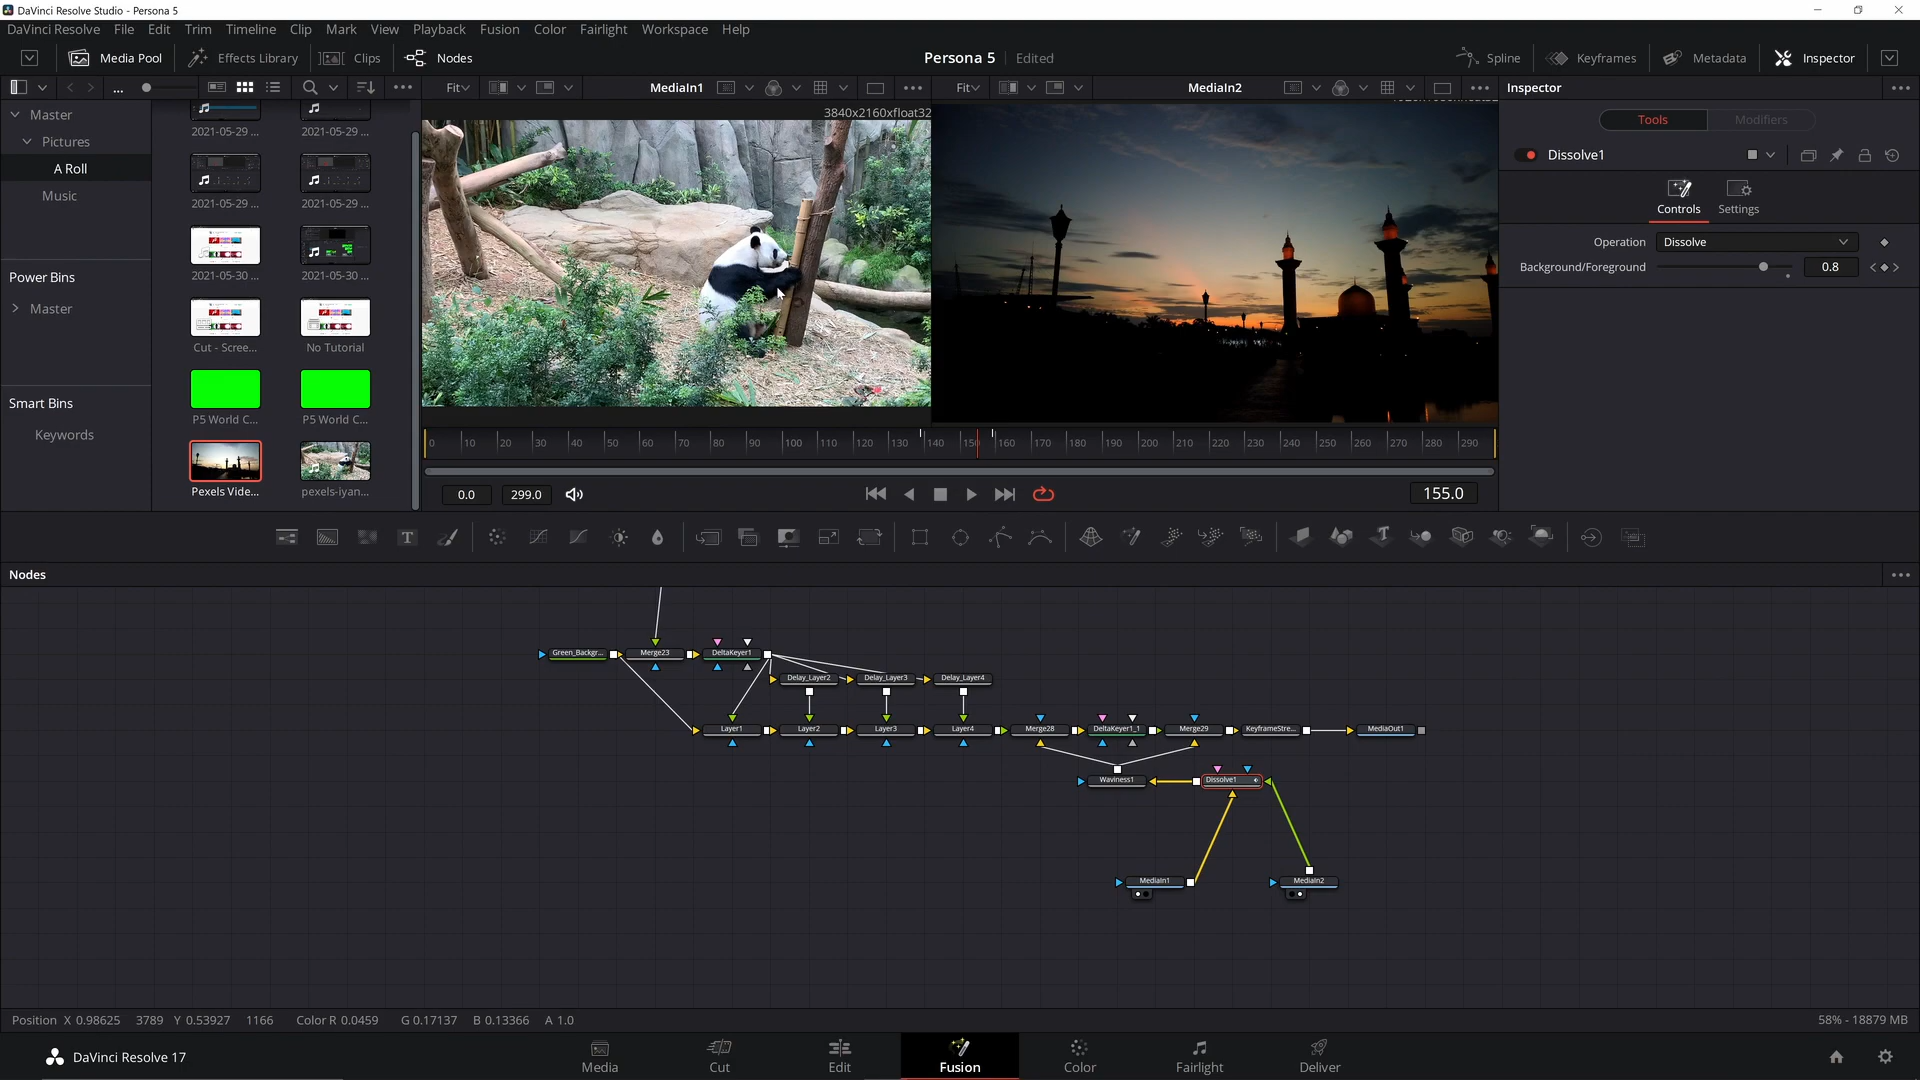 DaVinci Resolve Studio - Persona 5
DaVinci Resolve File Edit Trim Timeline Clip Mark View Playback Fusion Color Fairlight Workspace Help
Media Pool Effects Library Clips Nodes Persona 5 Edited Spline Keyframes Metadata Inspector
... Fit MediaIn1 Fit MediaIn2 Inspector
3840x2160xfloat32
Master
Pictures
A Roll
Music
Power Bins
Master
Smart Bins
Keywords
2021-05-29 ... 2021-05-29 ...
2021-05-29 ... 2021-05-29 ...
2021-05-30 ... 2021-05-30 ...
Cut - Scree... No Tutorial
P5 World C... P5 World C...
Pexels Vide... pexels-iyan...
Tools Modifiers
Dissolve1
Controls Settings
Operation Dissolve
Background/Foreground 0.8
0 10 20 30 40 50 60 70 80 90 100 110 120 130 140 150 160 170 180 190 200 210 220 230 240 250 260 270 280 290
0.0 299.0 155.0
Nodes
Green_Backgr... Merge23 DeltaKeyer1
Delay_Layer2 Delay_Layer3 Delay_Layer4
Layer1 Layer2 Layer3 Layer4 Merge28 DeltaKeyer1_1 Merge29 KeyframeStre... MediaOut1
Waviness1 Dissolve1
MediaIn1 MediaIn2
Position X 0.98625 3789 Y 0.53927 1166 Color R 0.0459 G 0.17137 B 0.13366 A 1.0 58% - 18879 MB
DaVinci Resolve 17 Media Cut Edit Fusion Color Fairlight Deliver